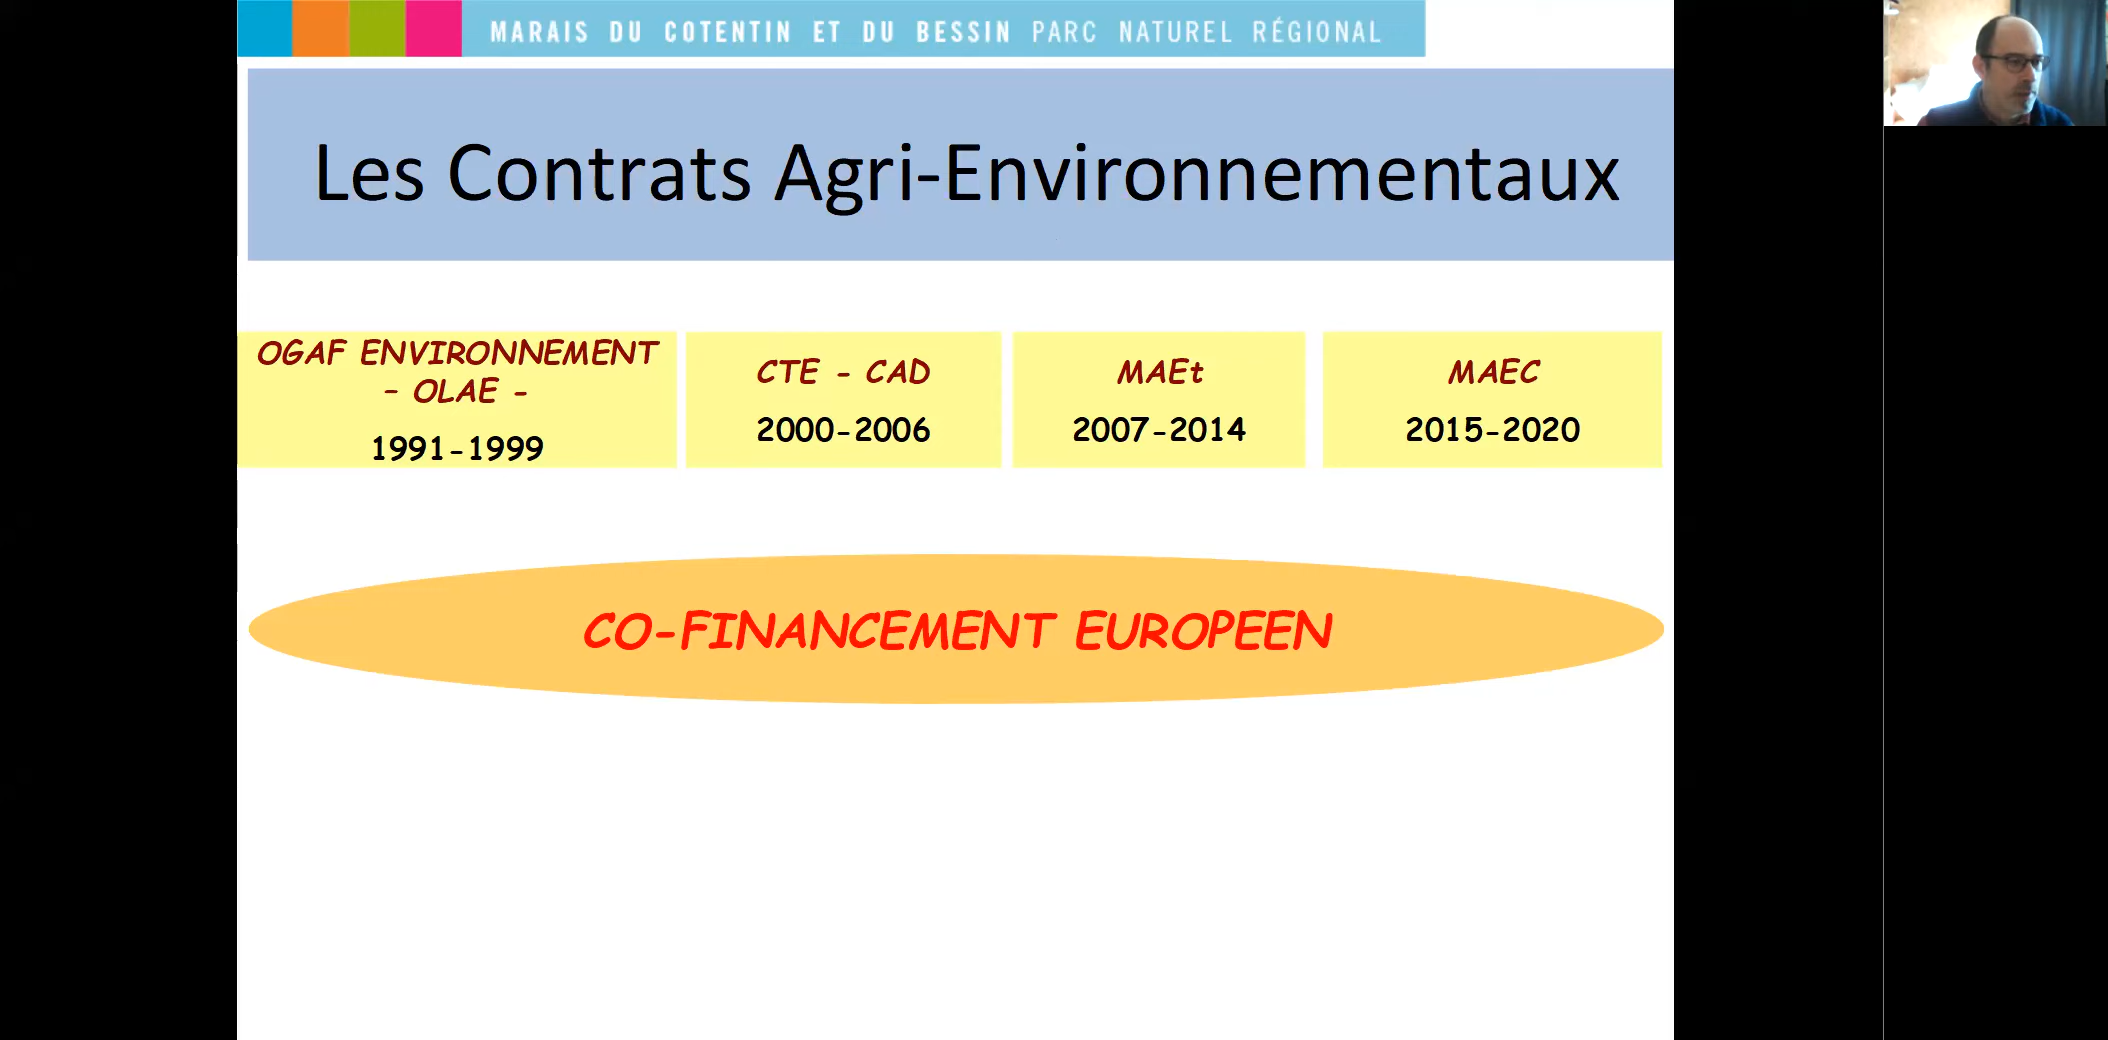 MARAIS DU COTENTIN ET DU BESSIN PARC NATUREL RÉGIONAL
Les Contrats Agri-Environnementaux
OGAF ENVIRONNEMENT
- OLAE -
1991-1999
CTE - CAD
2000-2006
MAEt
2007-2014
MAEC
2015-2020
CO-FINANCEMENT EUROPEEN